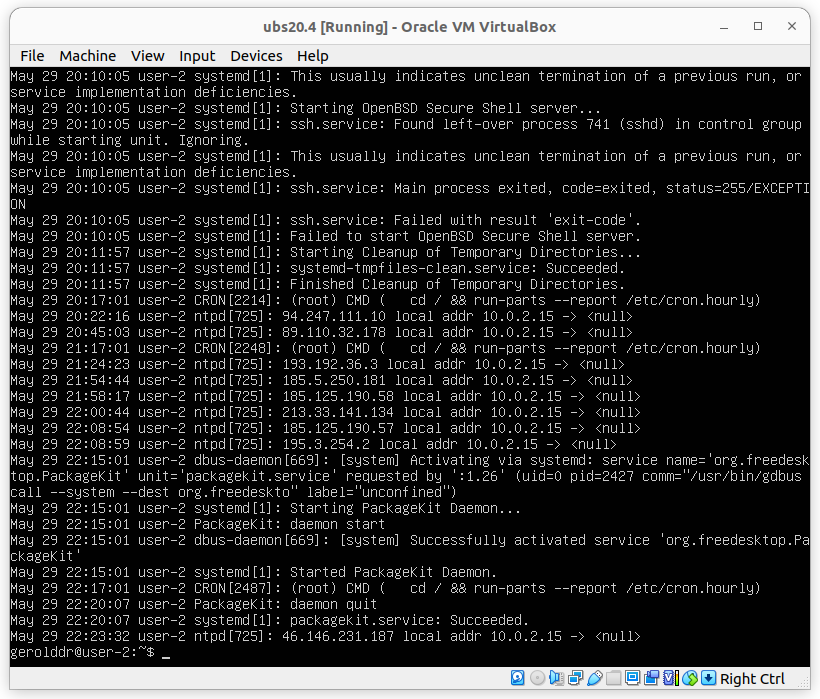 ubs20.4 [Running] - Oracle VM VirtualBox
File Machine View Input Devices Help
May 29 20:10:05 user-2 systemd[1]: This usually indicates unclean termination of a previous run, or
service implementation deficiencies.
May 29 20:10:05 user-2 systemd[1]: Starting OpenBSD Secure Shell server...
May 29 20:10:05 user-2 systemd[1]: ssh.service: Found left-over process 741 (sshd) in control group
while starting unit. Ignoring.
May 29 20:10:05 user-2 systemd[1]: This usually indicates unclean termination of a previous run, or
service implementation deficiencies.
May 29 20:10:05 user-2 systemd[1]: ssh.service: Main process exited, code=exited, status=255/EXCEPTI
ON
May 29 20:10:05 user-2 systemd[1]: ssh.service: Failed with result 'exit-code'.
May 29 20:10:05 user-2 systemd[1]: Failed to start OpenBSD Secure Shell server.
May 29 20:11:57 user-2 systemd[1]: Starting Cleanup of Temporary Directories...
May 29 20:11:57 user-2 systemd[1]: systemd-tmpfiles-clean.service: Succeeded.
May 29 20:11:57 user-2 systemd[1]: Finished Cleanup of Temporary Directories.
May 29 20:17:01 user-2 CRON[2214]: (root) CMD (   cd / && run-parts --report /etc/cron.hourly)
May 29 20:22:16 user-2 ntpd[725]: 94.247.111.10 local addr 10.0.2.15 -> <null>
May 29 20:45:03 user-2 ntpd[725]: 89.110.32.178 local addr 10.0.2.15 -> <null>
May 29 21:17:01 user-2 CRON[2248]: (root) CMD (   cd / && run-parts --report /etc/cron.hourly)
May 29 21:24:23 user-2 ntpd[725]: 193.192.36.3 local addr 10.0.2.15 -> <null>
May 29 21:54:44 user-2 ntpd[725]: 185.5.250.181 local addr 10.0.2.15 -> <null>
May 29 21:58:17 user-2 ntpd[725]: 185.125.190.58 local addr 10.0.2.15 -> <null>
May 29 22:00:44 user-2 ntpd[725]: 213.33.141.134 local addr 10.0.2.15 -> <null>
May 29 22:08:54 user-2 ntpd[725]: 185.125.190.57 local addr 10.0.2.15 -> <null>
May 29 22:08:59 user-2 ntpd[725]: 195.3.254.2 local addr 10.0.2.15 -> <null>
May 29 22:15:01 user-2 dbus-daemon[669]: [system] Activating via systemd: service name='org.freedesk
top.PackageKit' unit='packagekit.service' requested by ':1.26' (uid=0 pid=2427 comm="/usr/bin/gdbus
call --system --dest org.freedeskto" label="unconfined")
May 29 22:15:01 user-2 systemd[1]: Starting PackageKit Daemon...
May 29 22:15:01 user-2 PackageKit: daemon start
May 29 22:15:01 user-2 dbus-daemon[669]: [system] Successfully activated service 'org.freedesktop.Pa
ckageKit'
May 29 22:15:01 user-2 systemd[1]: Started PackageKit Daemon.
May 29 22:17:01 user-2 CRON[2487]: (root) CMD (   cd / && run-parts --report /etc/cron.hourly)
May 29 22:20:07 user-2 PackageKit: daemon quit
May 29 22:20:07 user-2 systemd[1]: packagekit.service: Succeeded.
May 29 22:23:32 user-2 ntpd[725]: 46.146.231.187 local addr 10.0.2.15 -> <null>
gerolddr@user-2:~$ _
Right Ctrl